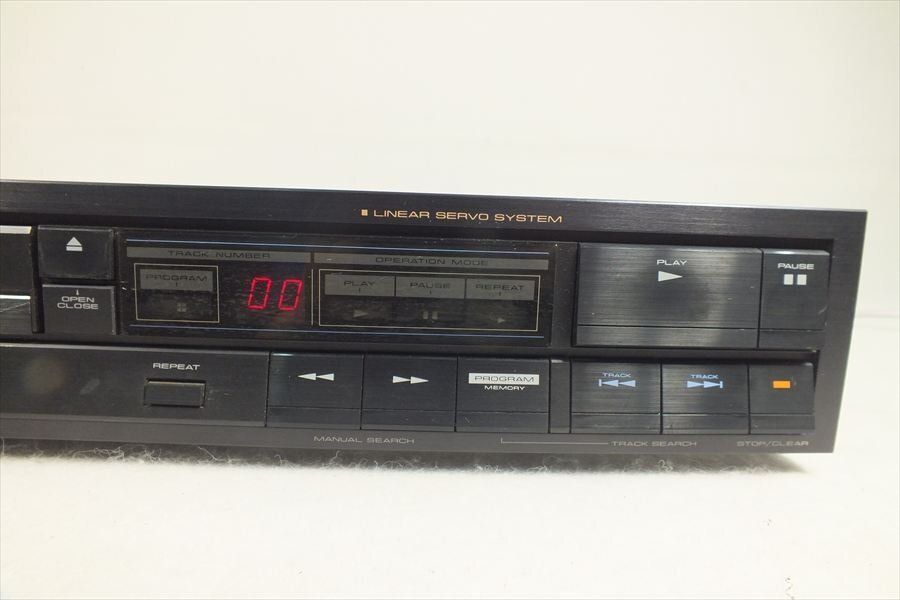 LINEAR SERVO SYSTEM
TRACK NUMBER
OPERATION MODE
PROGRAM
00
PLAY
PAUSE
REPEAT
OPEN
CLOSE
PLAY
PAUSE
REPEAT
PROGRAM
MEMORY
TRACK
TRACK
MANUAL SEARCH
TRACK SEARCH
STOP/CLEAR